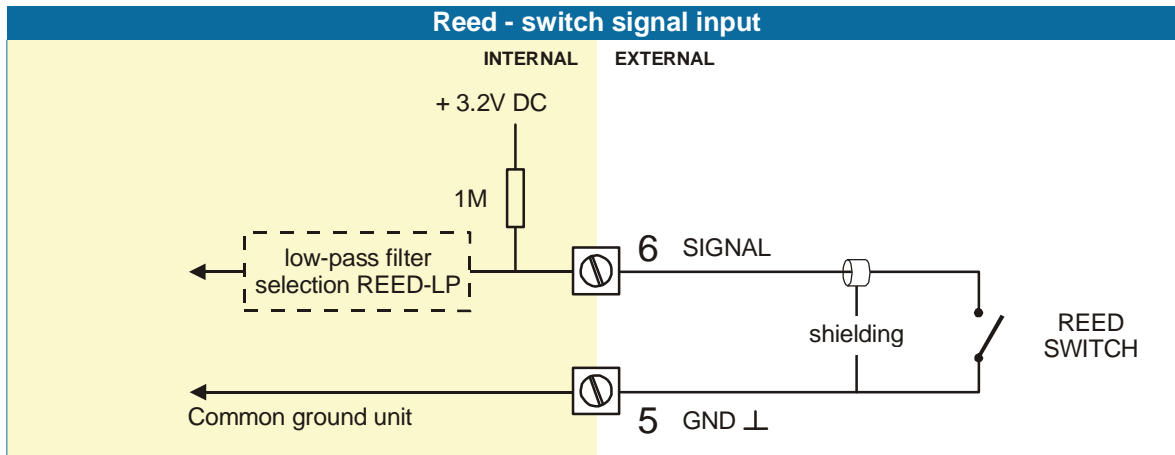 Reed - switch signal input
INTERNAL
EXTERNAL
+ 3.2V DC
1M
low-pass filter
selection REED-LP
6 SIGNAL
shielding
REED
SWITCH
Common ground unit
5 GND ⊥